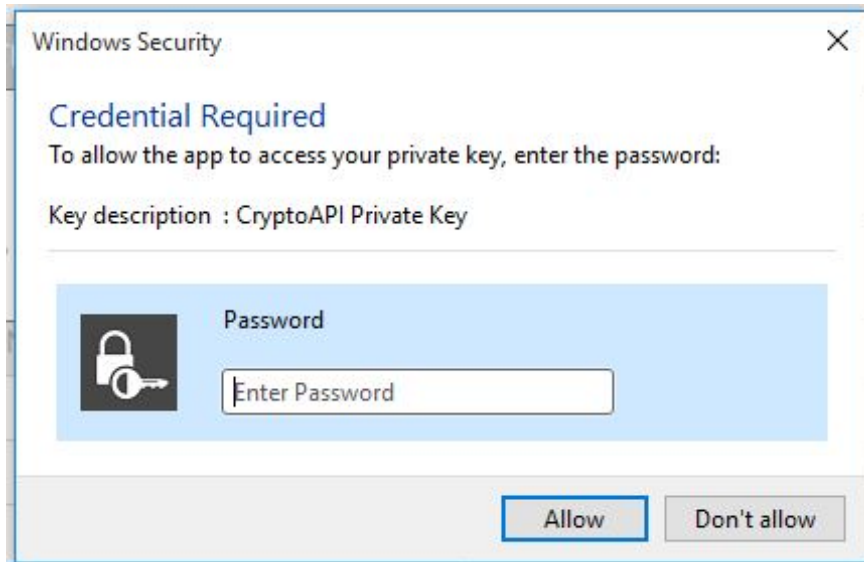 Windows Security
Credential Required
To allow the app to access your private key, enter the password:
Key description : CryptoAPI Private Key
Password
Enter Password
Allow Don't allow